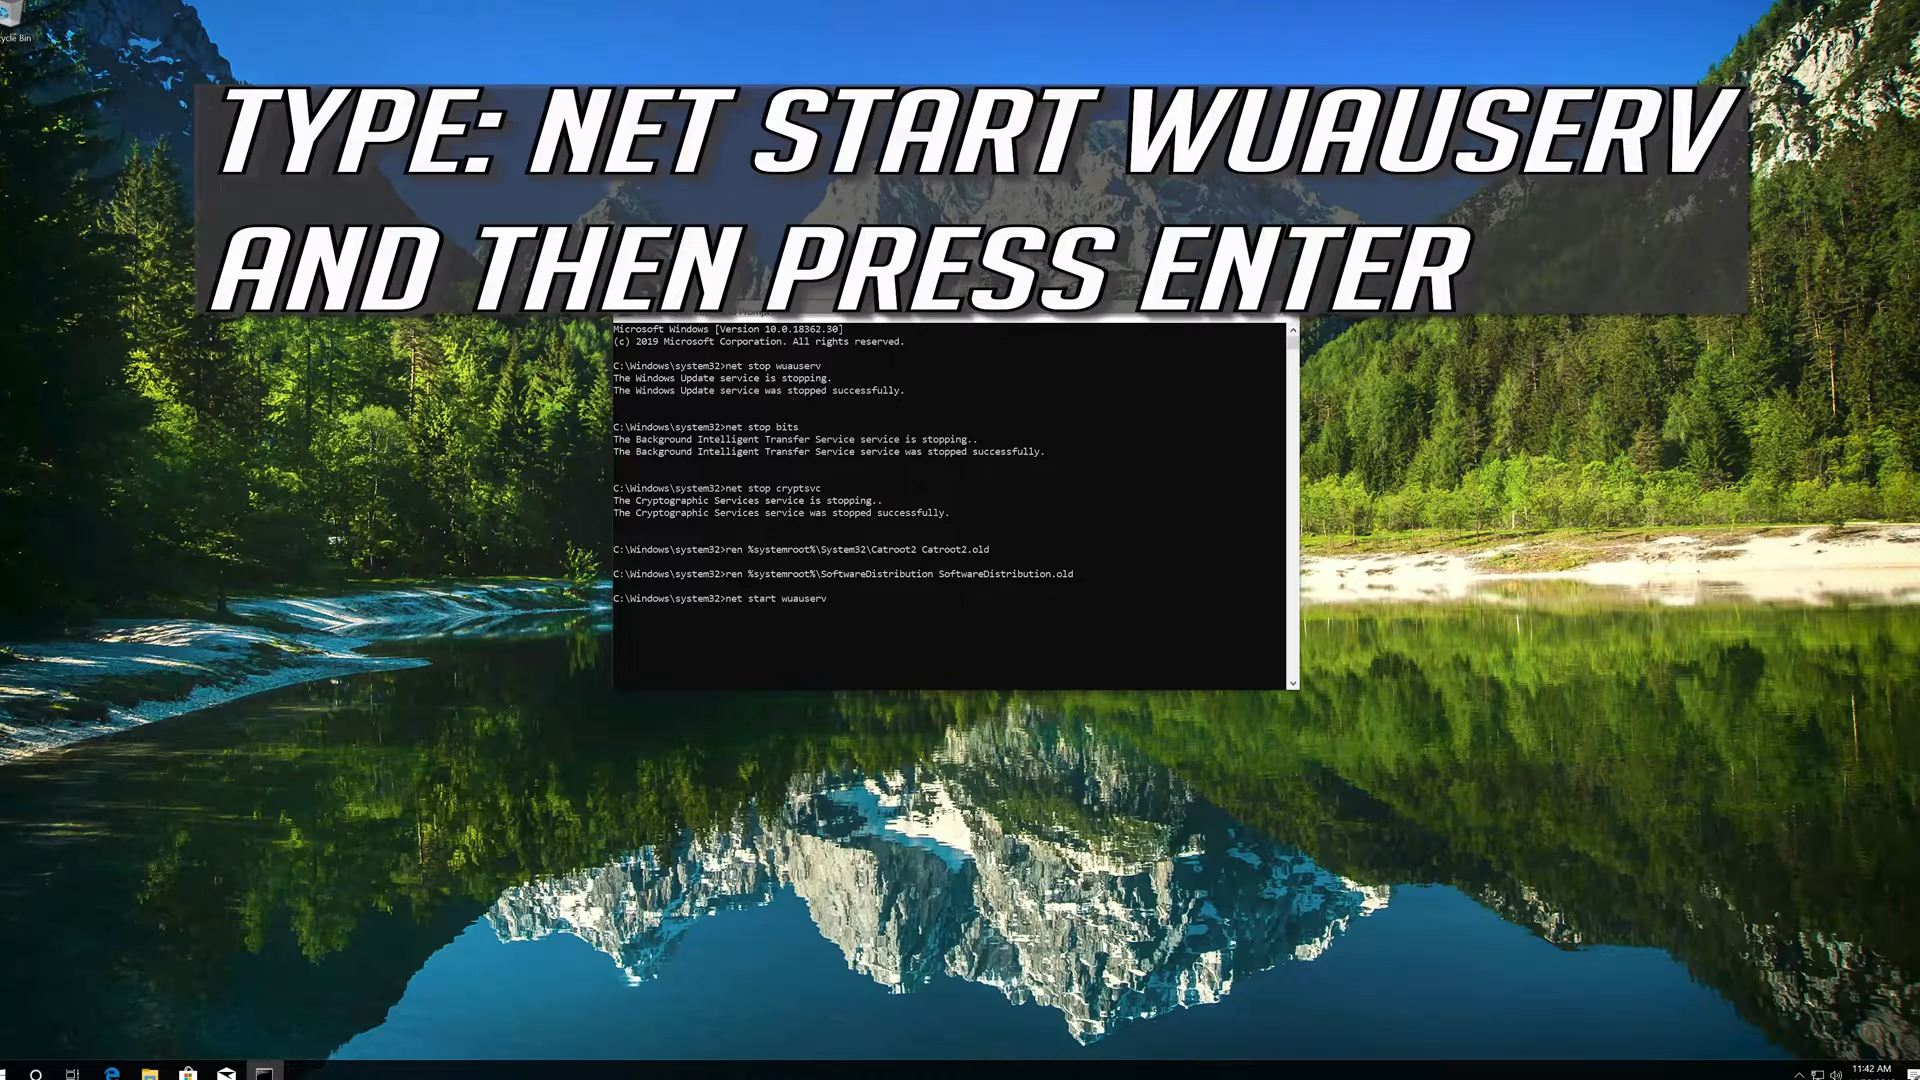 TYPE: NET START WUAUSERV
AND THEN PRESS ENTER
Microsoft Windows [Version 10.0.18362.30]
(c) 2019 Microsoft Corporation. All rights reserved.
C:\Windows\system32>net stop wuauserv
The Windows Update service is stopping.
The Windows Update service was stopped successfully.
C:\Windows\system32>net stop bits
The Background Intelligent Transfer Service service is stopping..
The Background Intelligent Transfer Service service was stopped successfully.
C:\Windows\system32>net stop cryptsvc
The Cryptographic Services service is stopping..
The Cryptographic Services service was stopped successfully.
C:\Windows\system32>ren %systemroot%\System32\Catroot2 Catroot2.old
C:\Windows\system32>ren %systemroot%\SoftwareDistribution SoftwareDistribution.old
C:\Windows\system32>net start wuauserv
11:42 AM